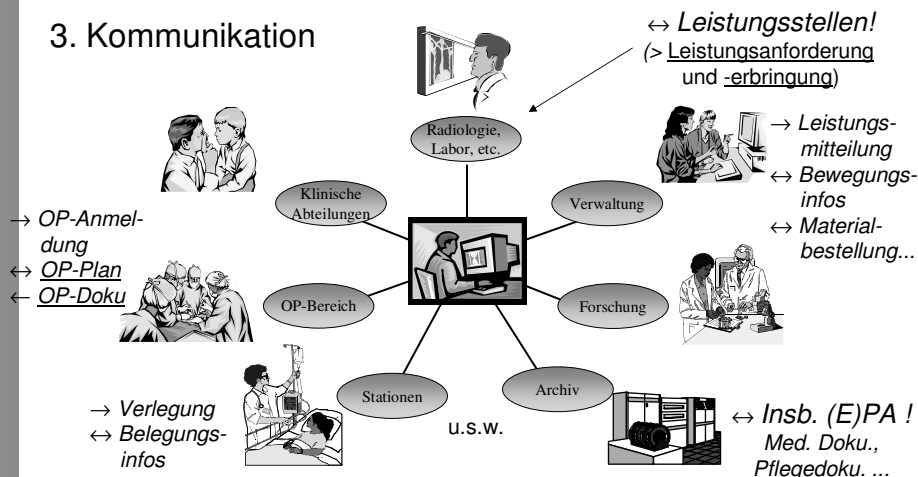 3. Kommunikation
↔ Leistungsstellen!
(> Leistungsanforderung
und -erbringung)
Radiologie,
Labor, etc.
→ Leistungs-
mitteilung
↔ Bewegungs-
infos
↔ Material-
bestellung...
Klinische
Abteilungen
Verwaltung
→ OP-Anmel-
dung
↔ OP-Plan
← OP-Doku
OP-Bereich
Forschung
Stationen
Archiv
→ Verlegung
↔ Belegungs-
infos
u.s.w.
↔ Insb. (E)PA !
Med. Doku.,
Pflegedoku. ...